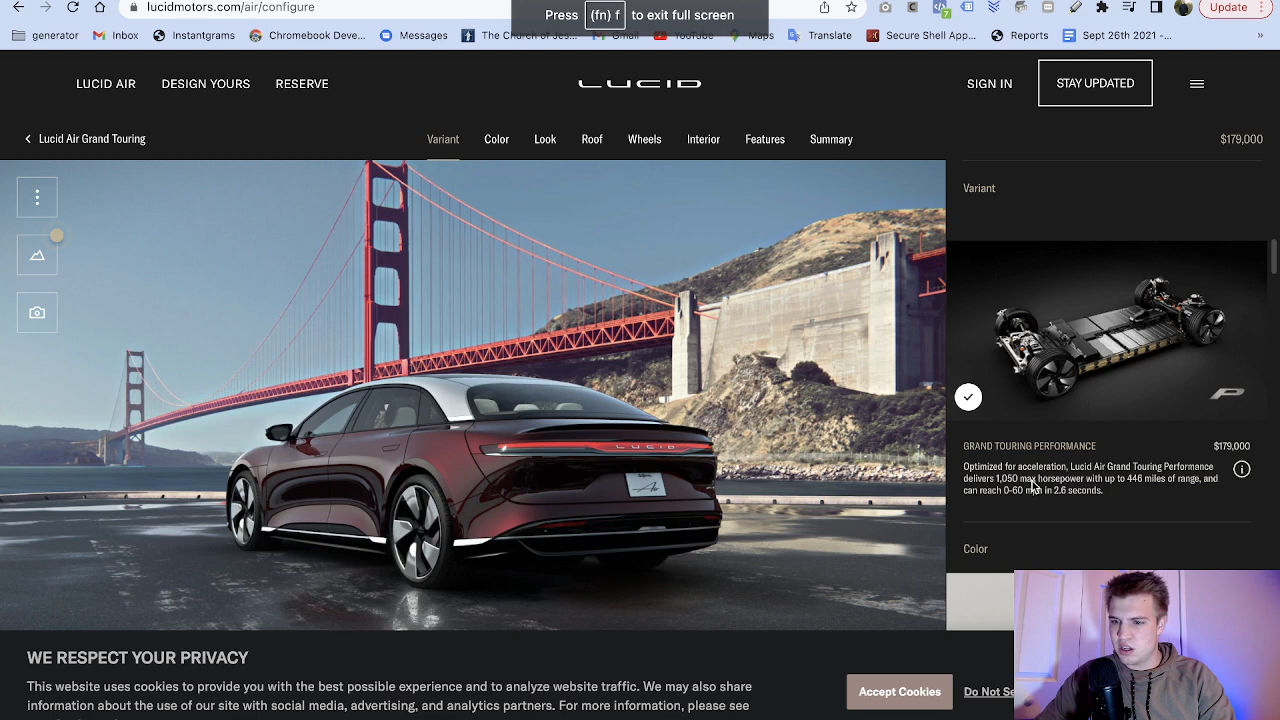 lucidmotors.com/air/configure
Press (fn) f to exit full screen
Update
generator
Inbox
Instantgrams
Chromebook Deve...
Messages
The Church of Jes...
Gmail
YouTube
Maps
Translate
Secure Shell App...
Reports
Sept 26th 2021 -...
»
LUCID AIR
DESIGN YOURS
RESERVE
LUCID
SIGN IN
STAY UPDATED
Lucid Air Grand Touring
Variant
Color
Look
Roof
Wheels
Interior
Features
Summary
$179,000
Variant
LUCID
Air
P
GRAND TOURING PERFORMANCE
$179,000
Optimized for acceleration, Lucid Air Grand Touring Performance
delivers 1,050 max horsepower with up to 446 miles of range, and
can reach 0-60 mph in 2.6 seconds.
Color
WE RESPECT YOUR PRIVACY
This website uses cookies to provide you with the best possible experience and to analyze website traffic. We may also share
information about the use of our site with social media, advertising, and analytics partners. For more information, please see
Accept Cookies
Do Not Se